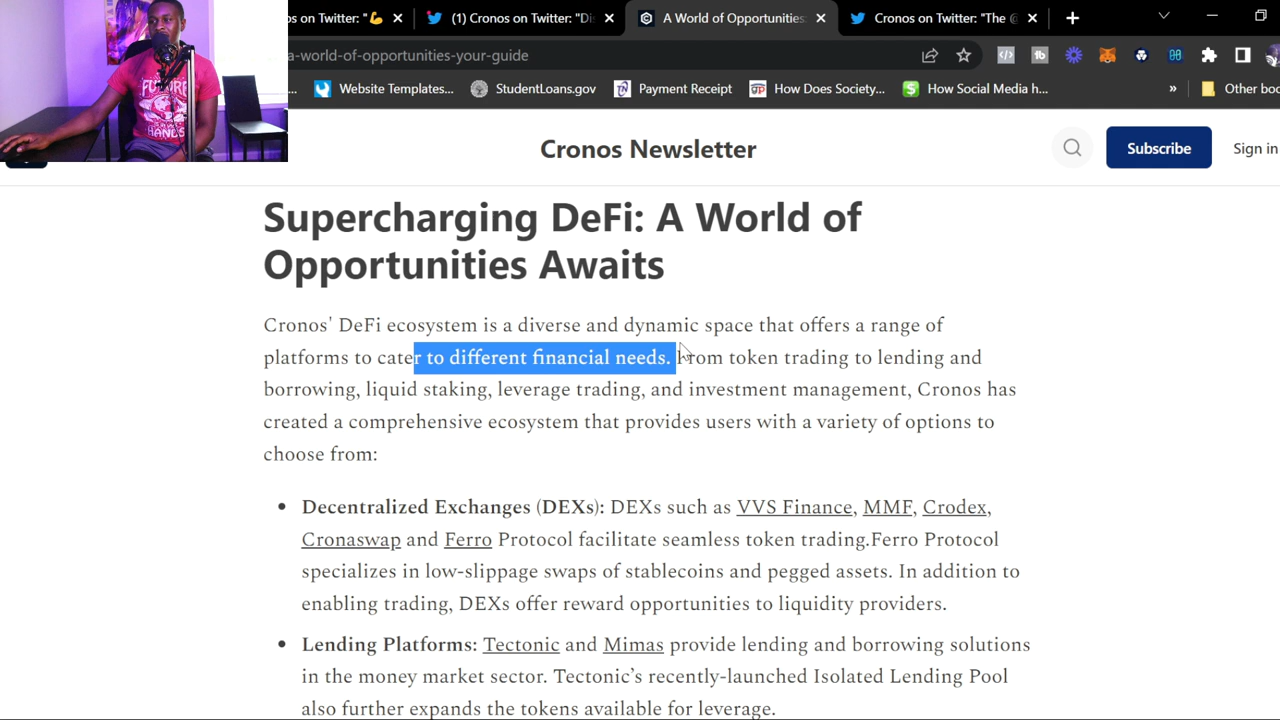 os on Twitter: "💪
(1) Cronos on Twitter: "Dis
A World of Opportunities:
Cronos on Twitter: "The @
a-world-of-opportunities-your-guide
Website Templates...
StudentLoans.gov
Payment Receipt
How Does Society...
How Social Media h...
»
Other boo
FUTURE
HANDS
Cronos Newsletter
Subscribe
Sign in
Supercharging DeFi: A World of
Opportunities Awaits
Cronos' DeFi ecosystem is a diverse and dynamic space that offers a range of
platforms to cater to different financial needs. From token trading to lending and
borrowing, liquid staking, leverage trading, and investment management, Cronos has
created a comprehensive ecosystem that provides users with a variety of options to
choose from:
• Decentralized Exchanges (DEXs): DEXs such as VVS Finance, MMF, Crodex,
Cronaswap and Ferro Protocol facilitate seamless token trading.Ferro Protocol
specializes in low-slippage swaps of stablecoins and pegged assets. In addition to
enabling trading, DEXs offer reward opportunities to liquidity providers.
• Lending Platforms: Tectonic and Mimas provide lending and borrowing solutions
in the money market sector. Tectonic’s recently-launched Isolated Lending Pool
also further expands the tokens available for leverage.